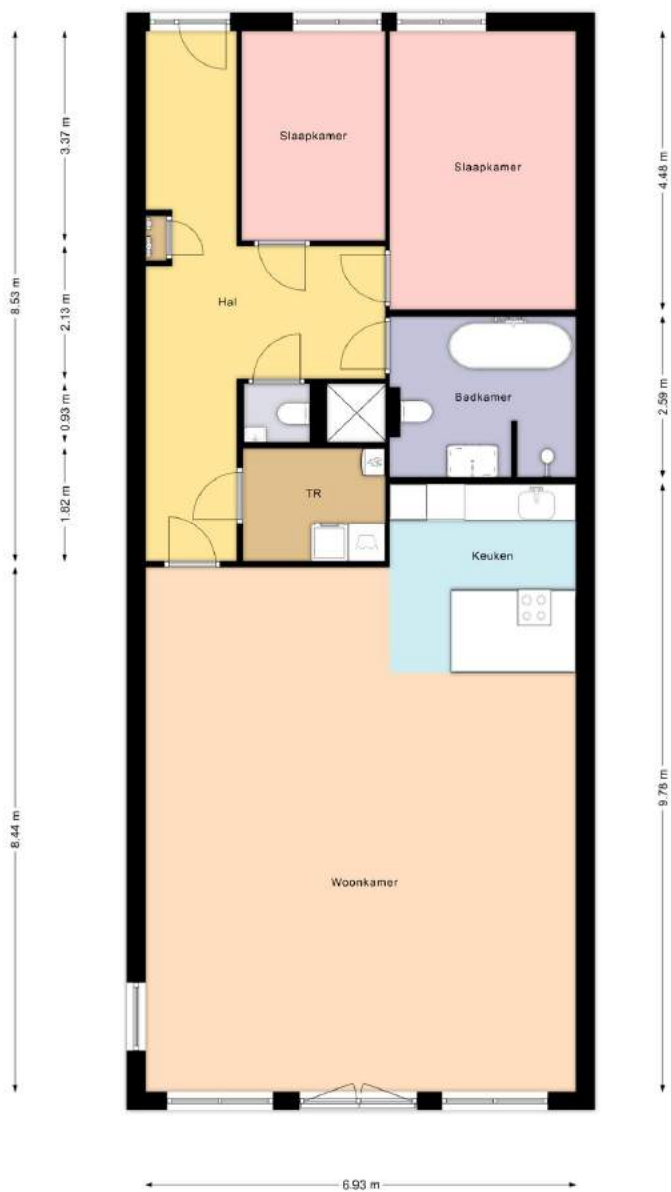 Slaapkamer
Slaapkamer
Hal
Badkamer
TR
Keuken
Woonkamer
3.37 m
2.13 m
0.93 m
1.82 m
8.53 m
8.44 m
4.48 m
2.59 m
9.78 m
6.93 m